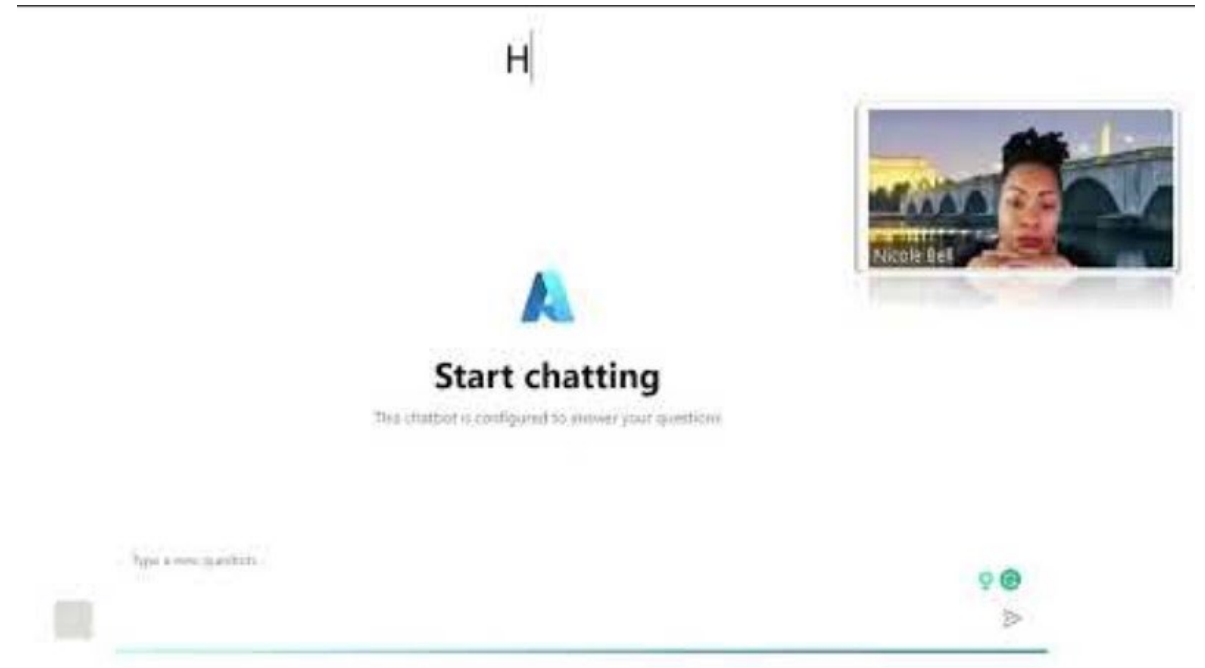 H
Nicole Bell
Start chatting
This chatbot is configured to answer your questions
Type a new question...